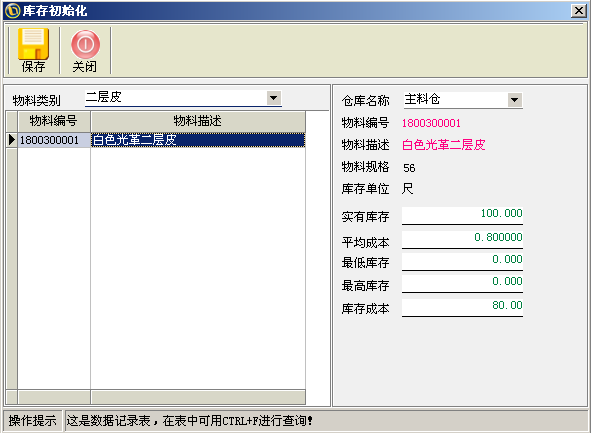 库存初始化
保存 关闭
物料类别 二层皮
物料编号 物料描述
1800300001 白色光革二层皮
仓库名称 主料仓
物料编号 1800300001
物料描述 白色光革二层皮
物料规格 56
库存单位 尺
实有库存 100.000
平均成本 0.800000
最低库存 0.000
最高库存 0.000
库存成本 80.00
操作提示 这是数据记录表，在表中可用CTRL+F进行查询!